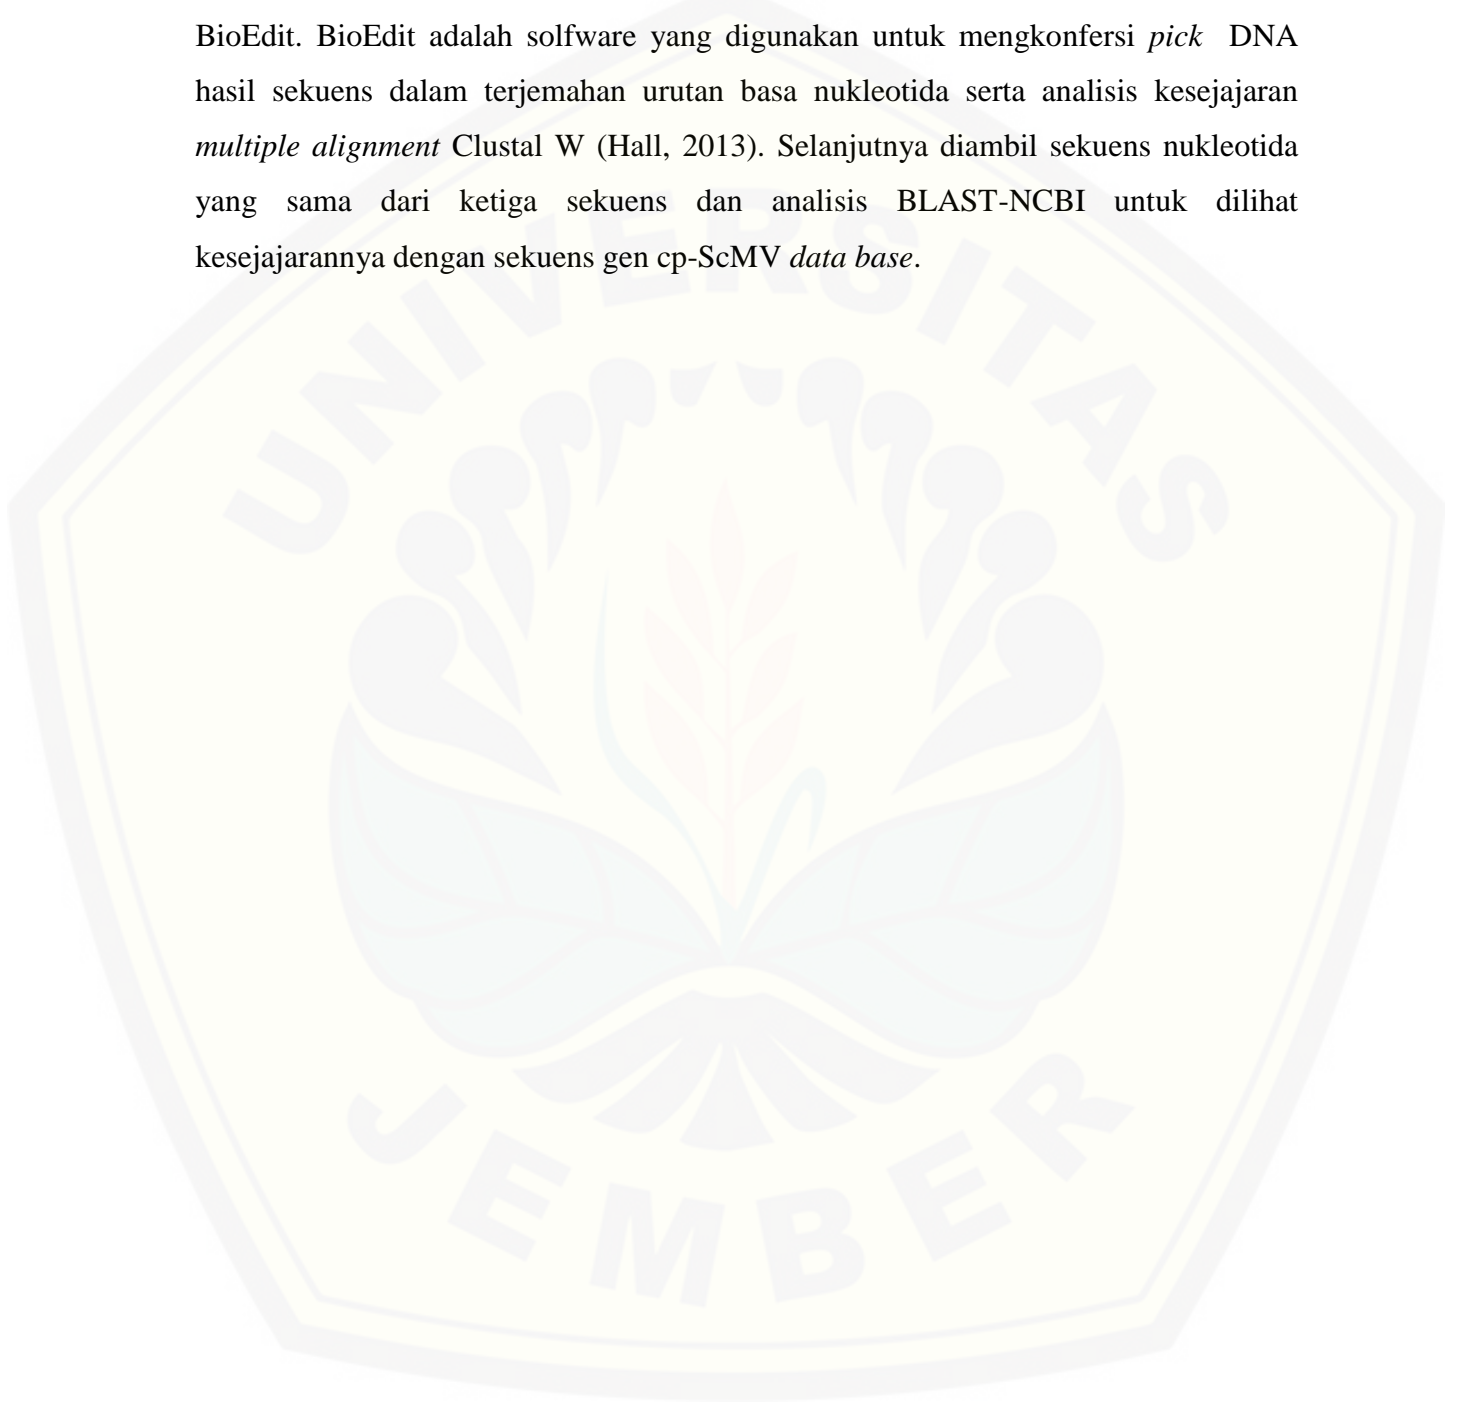 BioEdit. BioEdit adalah solfware yang digunakan untuk mengkonfersi pick DNA
hasil sekuens dalam terjemahan urutan basa nukleotida serta analisis kesejajaran
multiple alignment Clustal W (Hall, 2013). Selanjutnya diambil sekuens nukleotida
yang sama dari ketiga sekuens dan analisis BLAST-NCBI untuk dilihat
kesejajarannya dengan sekuens gen cp-ScMV data base.
UNIVERSITAS
JEMBER